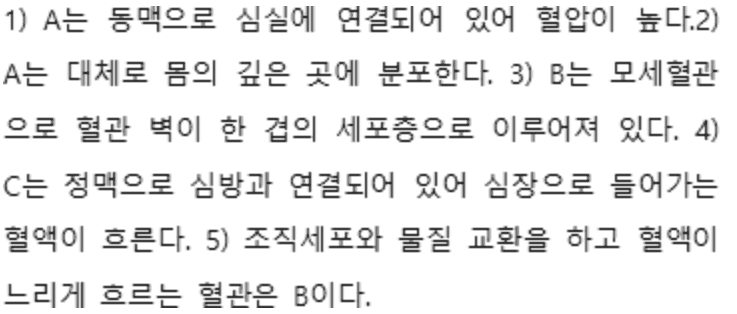 1) A는 동맥으로 심실에 연결되어 있어 혈압이 높다.2)
A는 대체로 몸의 깊은 곳에 분포한다. 3) B는 모세혈관
으로 혈관 벽이 한 겹의 세포층으로 이루어져 있다. 4)
C는 정맥으로 심방과 연결되어 있어 심장으로 들어가는
혈액이 흐른다. 5) 조직세포와 물질 교환을 하고 혈액이
느리게 흐르는 혈관은 B이다.